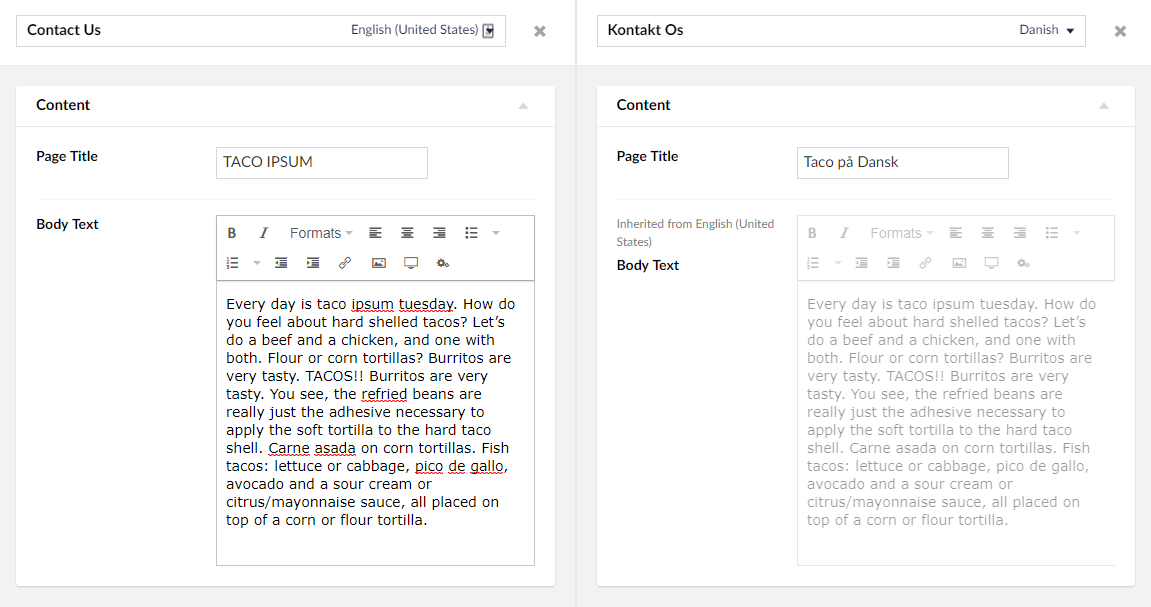 Contact Us
English (United States)
Content
Page Title
TACO IPSUM
Body Text
B I Formats
Every day is taco ipsum tuesday. How do
you feel about hard shelled tacos? Let’s
do a beef and a chicken, and one with
both. Flour or corn tortillas? Burritos are
very tasty. TACOS!! Burritos are very
tasty. You see, the refried beans are
really just the adhesive necessary to
apply the soft tortilla to the hard taco
shell. Carne asada on corn tortillas. Fish
tacos: lettuce or cabbage, pico de gallo,
avocado and a sour cream or
citrus/mayonnaise sauce, all placed on
top of a corn or flour tortilla.
Kontakt Os
Danish
Content
Page Title
Taco på Dansk
Inherited from English (United
States)
Body Text
B I Formats
Every day is taco ipsum tuesday. How do
you feel about hard shelled tacos? Let’s
do a beef and a chicken, and one with
both. Flour or corn tortillas? Burritos are
very tasty. TACOS!! Burritos are very
tasty. You see, the refried beans are
really just the adhesive necessary to
apply the soft tortilla to the hard taco
shell. Carne asada on corn tortillas. Fish
tacos: lettuce or cabbage, pico de gallo,
avocado and a sour cream or
citrus/mayonnaise sauce, all placed on
top of a corn or flour tortilla.